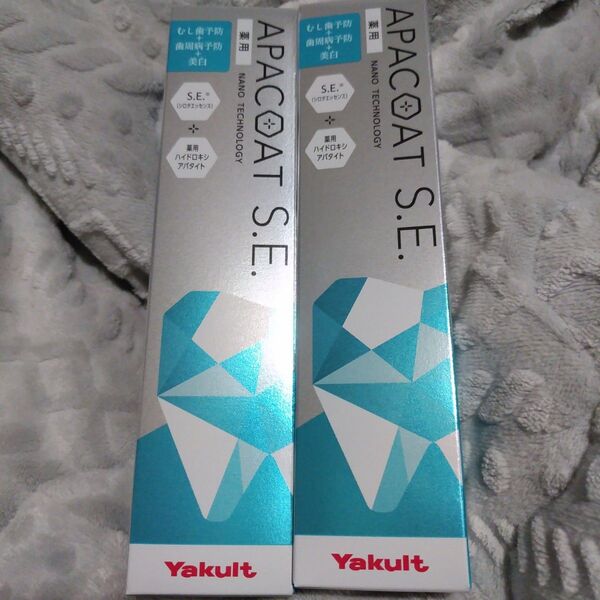 むし歯予防
+
歯周病予防
+
美白
薬用
APACOAT S.E.
NANO TECHNOLOGY
S.E.®
(シロタエッセンス)
+
薬用
ハイドロキシ
アパタイト
Yakult
むし歯予防
+
歯周病予防
+
美白
薬用
APACOAT S.E.
NANO TECHNOLOGY
S.E.®
(シロタエッセンス)
+
薬用
ハイドロキシ
アパタイト
Yakult